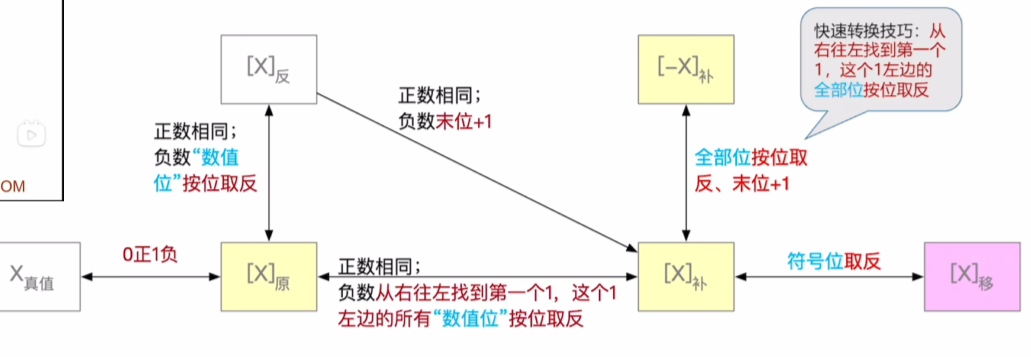 快速转换技巧：从
右往左找到第一个
1，这个1左边的
全部位按位取反
[X]反
[-X]补
正数相同；
负数末位+1
正数相同；
负数“数值
位”按位取反
全部位按位取
反、末位+1
OM
X真值
0正1负
[X]原
正数相同；
负数从右往左找到第一个1，这个1
左边的所有“数值位”按位取反
[X]补
符号位取反
[X]移